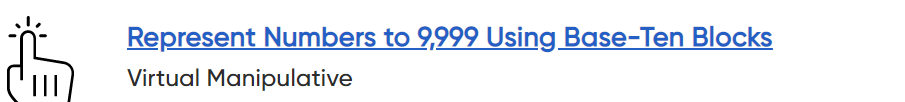 Represent Numbers to 9,999 Using Base-Ten Blocks
Virtual Manipulative